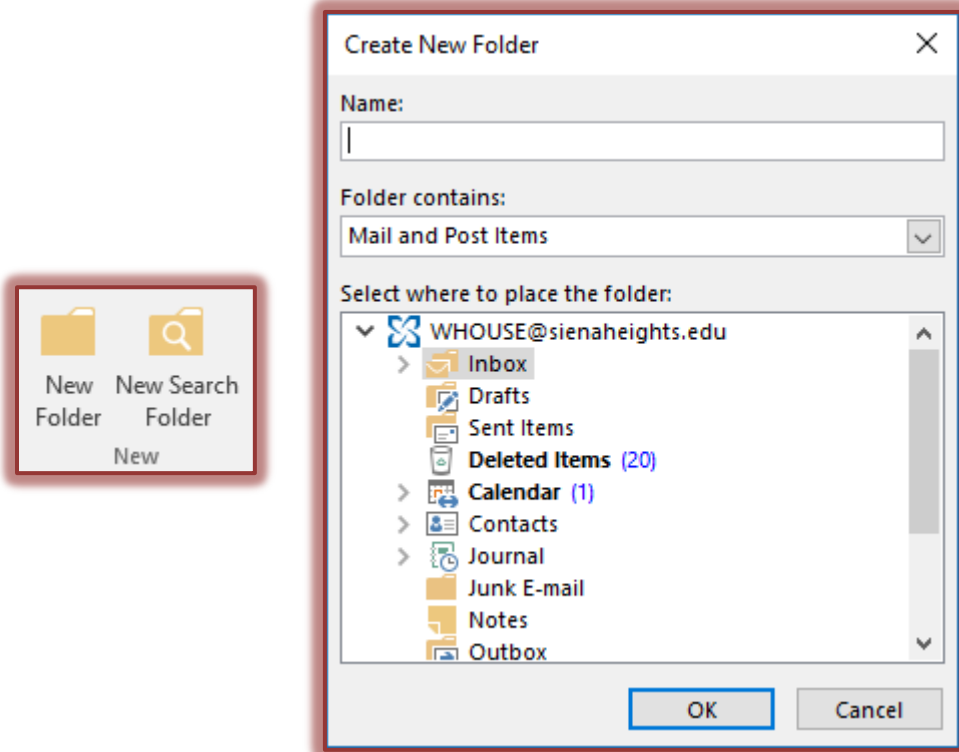 New
Folder
New Search
Folder
New
Create New Folder
Name:
Folder contains:
Mail and Post Items
Select where to place the folder:
WHOUSE@sienaheights.edu
Inbox
Drafts
Sent Items
Deleted Items (20)
Calendar (1)
Contacts
Journal
Junk E-mail
Notes
Outbox
OK
Cancel